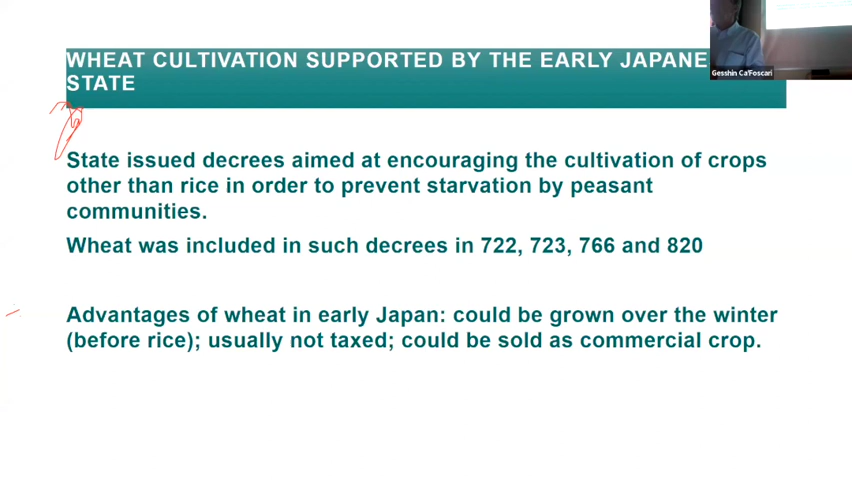 WHEAT CULTIVATION SUPPORTED BY THE EARLY JAPANE
STATE
Gesshin Ca'Foscari
State issued decrees aimed at encouraging the cultivation of crops
other than rice in order to prevent starvation by peasant
communities.
Wheat was included in such decrees in 722, 723, 766 and 820
Advantages of wheat in early Japan: could be grown over the winter
(before rice); usually not taxed; could be sold as commercial crop.